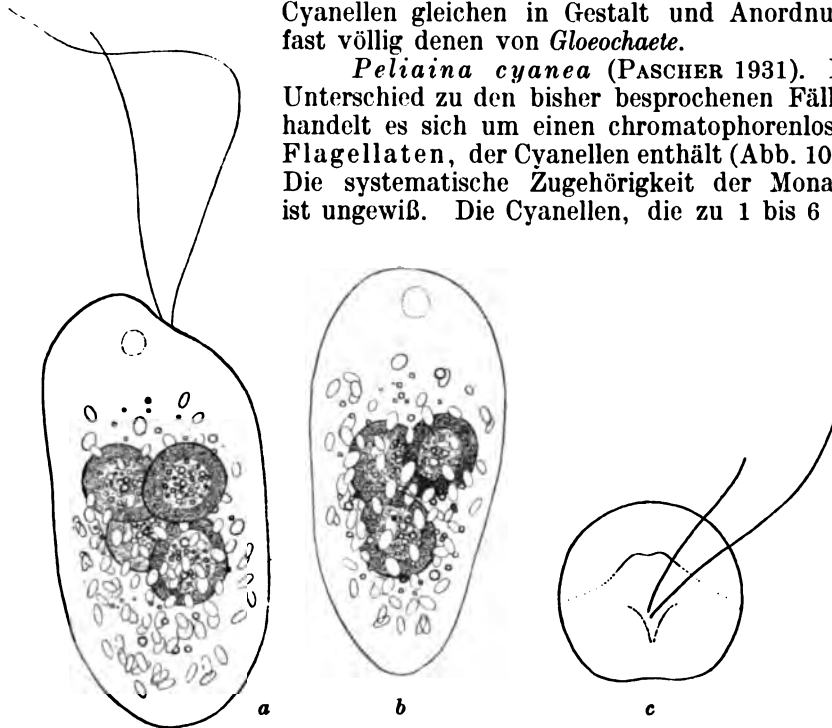 Cyanellen gleichen in Gestalt und Anordnu
fast völlig denen von Gloeochaete.
Peliaina cyanea (PASCHER 1931). I
Unterschied zu den bisher besprochenen Fäll
handelt es sich um einen chromatophorenlos
Flagellaten, der Cyanellen enthält (Abb. 10
Die systematische Zugehörigkeit der Mona
ist ungewiß. Die Cyanellen, die zu 1 bis 6
a b c